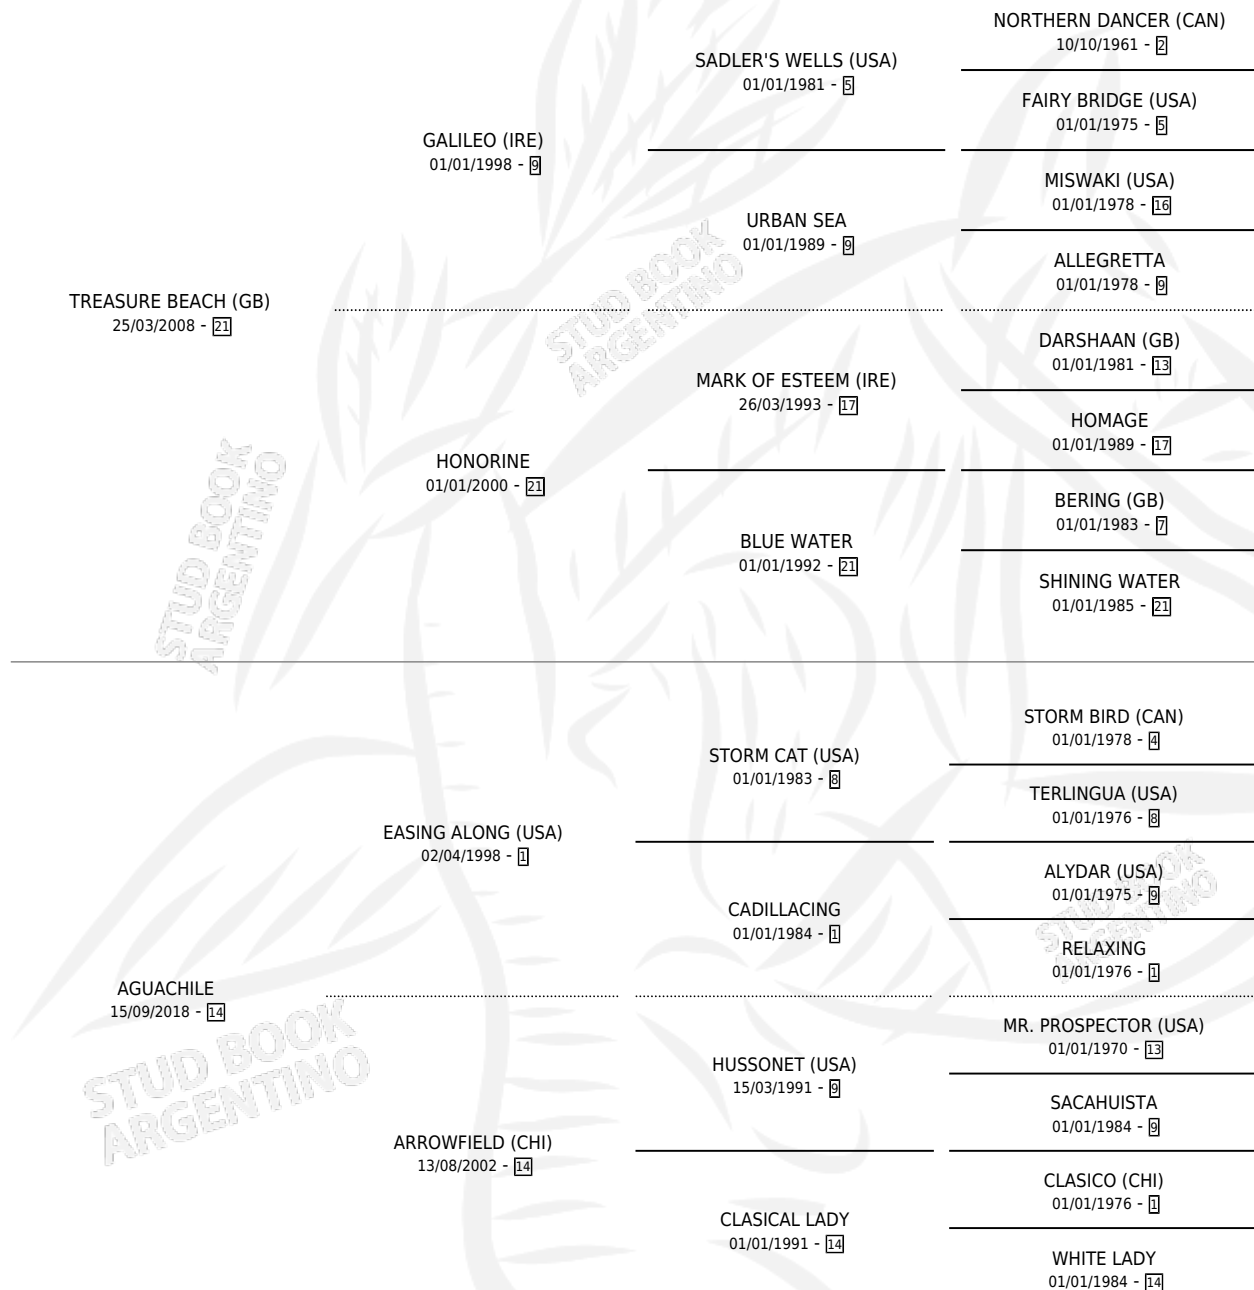 NORTHERN DANCER (CAN)
10/10/1961 - 2
SADLER'S WELLS (USA)
01/01/1981 - 5
FAIRY BRIDGE (USA)
01/01/1975 - 5
GALILEO (IRE)
01/01/1998 - 9
MISWAKI (USA)
01/01/1978 - 16
URBAN SEA
01/01/1989 - 9
ALLEGRETTA
01/01/1978 - 9
TREASURE BEACH (GB)
25/03/2008 - 21
STUD BOOK
ARGENTINO
DARSHAAN (GB)
01/01/1981 - 13
MARK OF ESTEEM (IRE)
26/03/1993 - 17
HOMAGE
01/01/1989 - 17
HONORINE
01/01/2000 - 21
BERING (GB)
01/01/1983 - 7
BLUE WATER
01/01/1992 - 21
SHINING WATER
01/01/1985 - 21
STUD BOOK
ARGENTINO
STORM BIRD (CAN)
01/01/1978 - 4
STORM CAT (USA)
01/01/1983 - 8
TERLINGUA (USA)
01/01/1976 - 8
EASING ALONG (USA)
02/04/1998 - 1
ALYDAR (USA)
01/01/1975 - 9
CADILLACING
01/01/1984 - 1
RELAXING
01/01/1976 - 1
STUD BOOK
ARGENTINO
AGUACHILE
15/09/2018 - 14
MR. PROSPECTOR (USA)
01/01/1970 - 13
HUSSONET (USA)
15/03/1991 - 9
SACAHUISTA
01/01/1984 - 9
STUD BOOK
ARGENTINO
ARROWFIELD (CHI)
13/08/2002 - 14
CLASICO (CHI)
01/01/1976 - 1
CLASICAL LADY
01/01/1991 - 14
WHITE LADY
01/01/1984 - 14